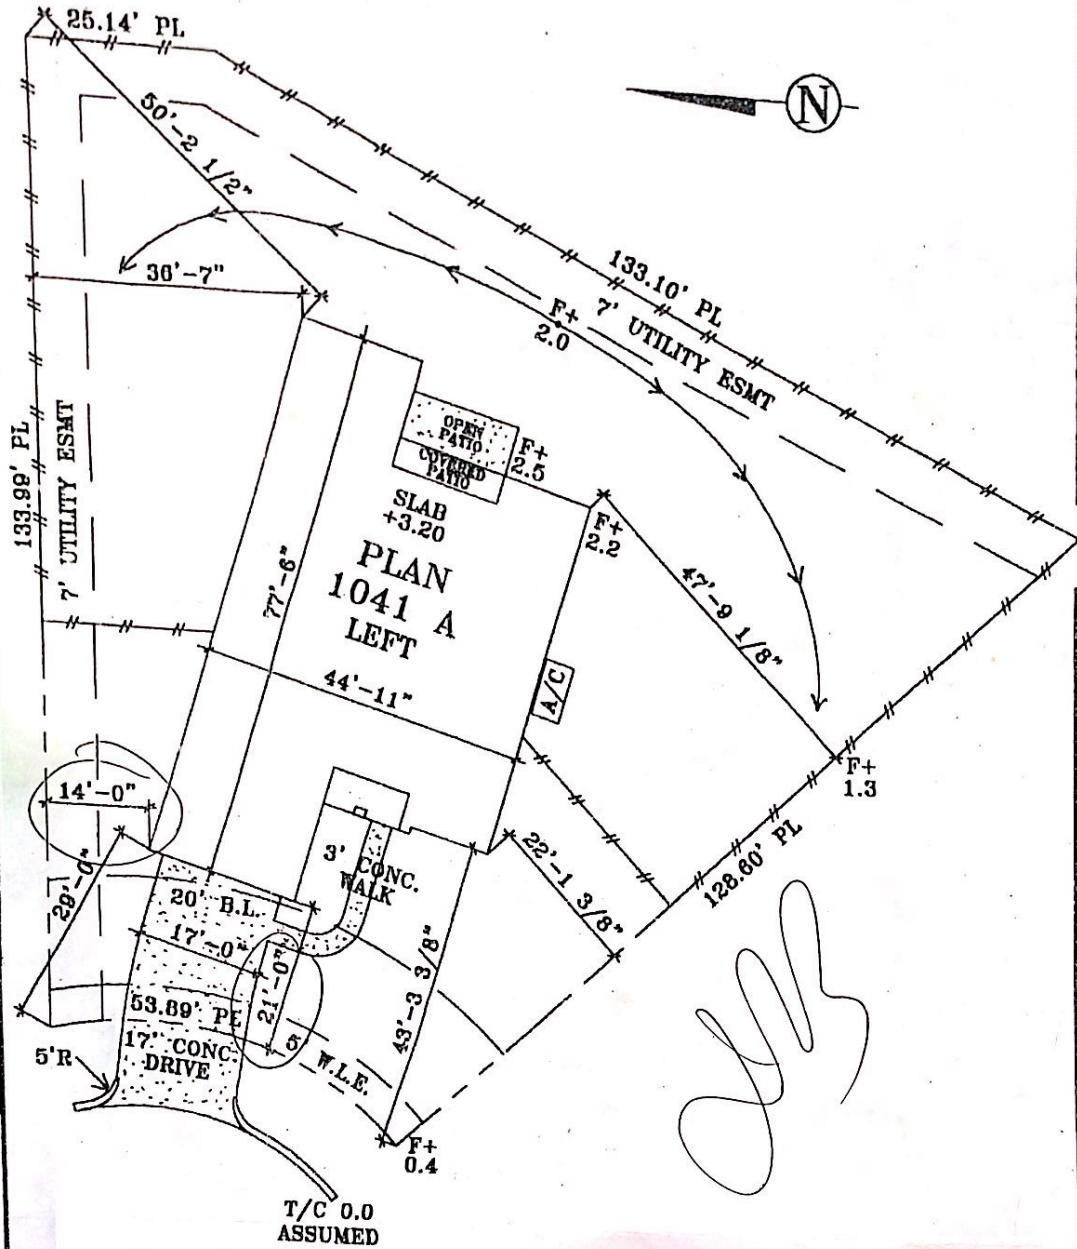 25.14' PL
N
50'-2 1/2"
36'-7"
133.10' PL
7' UTILITY ESMT
F+
2.0
133.99' PL
7' UTILITY ESMT
OPEN
PATIO
COVERED
PATIO
F+
2.5
SLAB
+3.20
F+
2.2
PLAN
1041 A
LEFT
77'-6"
47'-9 1/8"
44'-11"
A/C
F+
1.3
14'-0"
128.60' PL
22'-1 3/8"
3' CONC.
WALK
29'-0"
20' B.L.
17'-0"
21'-0"
43'-3 3/8"
53.89' PL
17' CONC.
DRIVE
5' W.L.E.
5'R
F+
0.4
T/C 0.0
ASSUMED